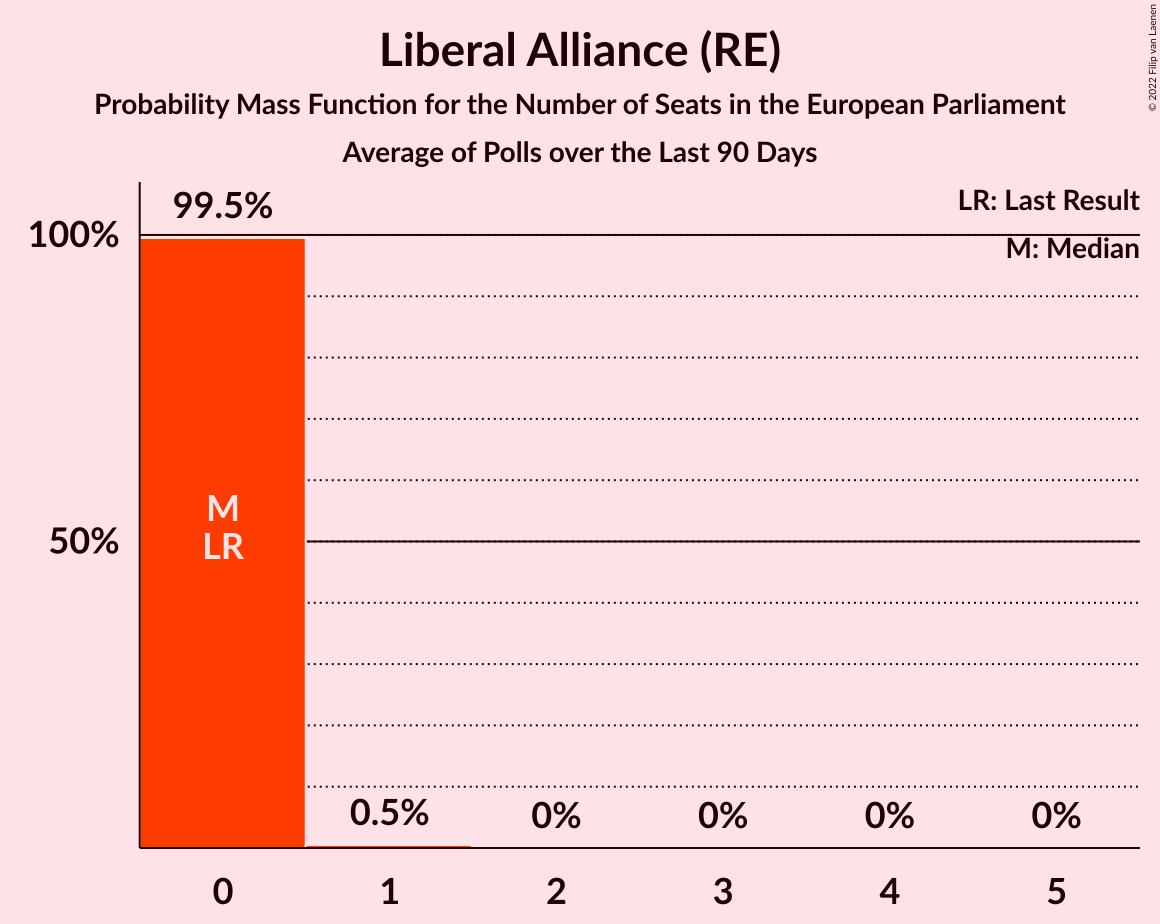 Liberal Alliance (RE)
Probability Mass Function for the Number of Seats in the European Parliament
Average of Polls over the Last 90 Days
© 2022 Filip van Laenen
LR: Last Result
M: Median
99.5%
100%
M
LR
50%
0.5%
0%
0%
0%
0%
0
1
2
3
4
5